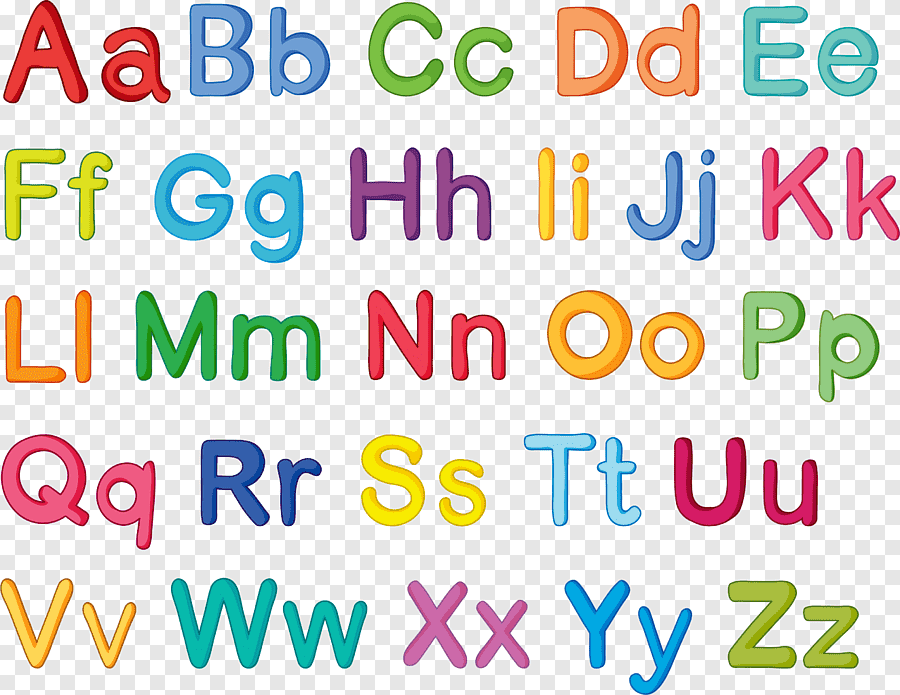 Aa Bb Cc Dd Ee
Ff Gg Hh Ii Jj Kk
Ll Mm Nn Oo Pp
Qq Rr Ss Tt Uu
Vv Ww Xx Yy Zz